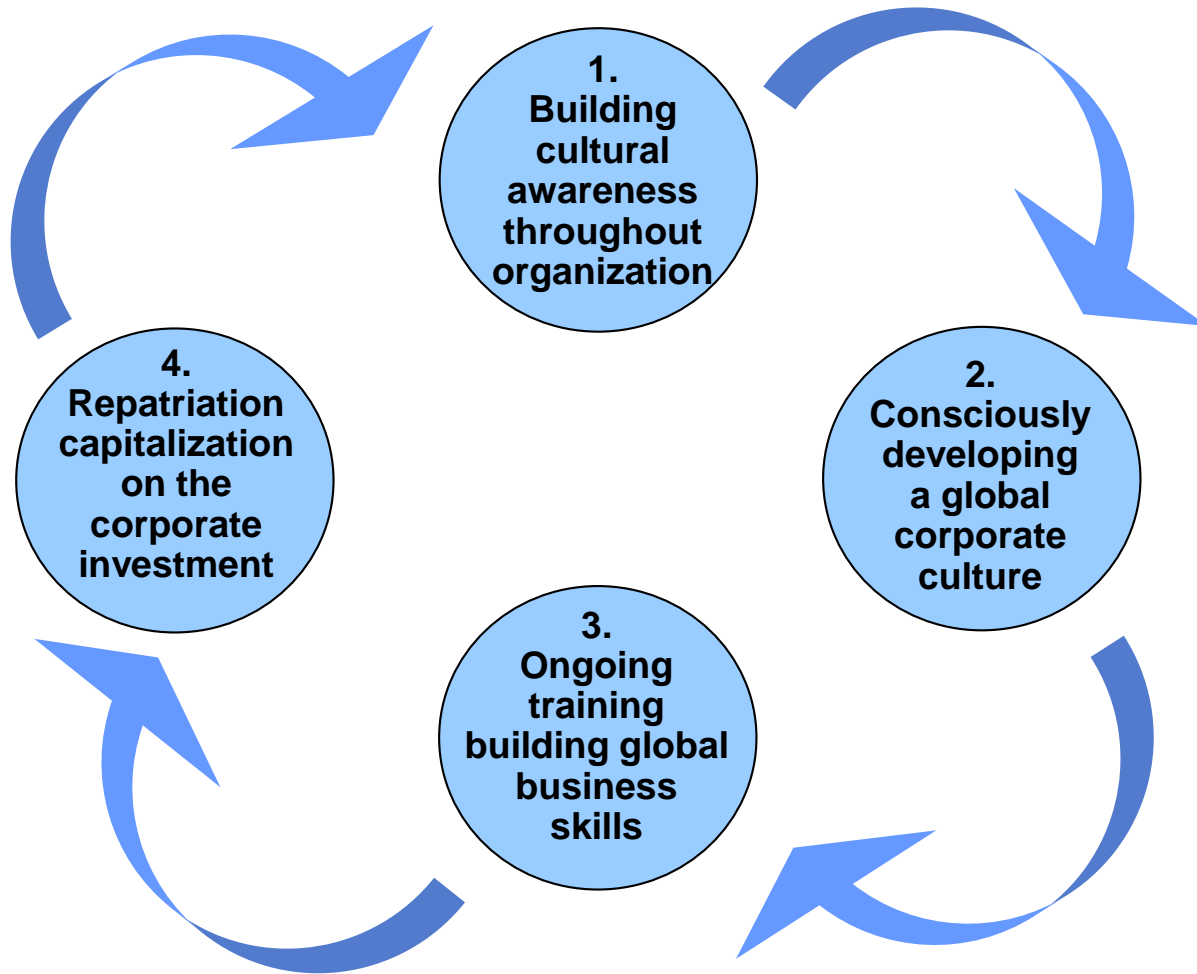 1.
Building
cultural
awareness
throughout
organization
2.
Consciously
developing
a global
corporate
culture
3.
Ongoing
training
building global
business
skills
4.
Repatriation
capitalization
on the
corporate
investment